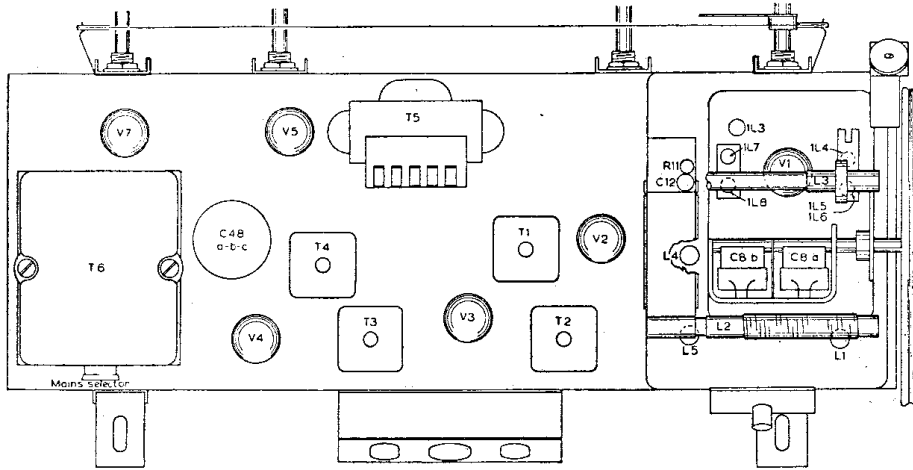 V7
V5
T5
1L3
1L7
1L4
V1
R11
C12
L3
1L8
1L5
1L6
C48
a-b-c
T6
T4
T1
V2
L4
C8 b
C8 a
V4
T3
V3
T2
L2
L5
L1
Mains selector